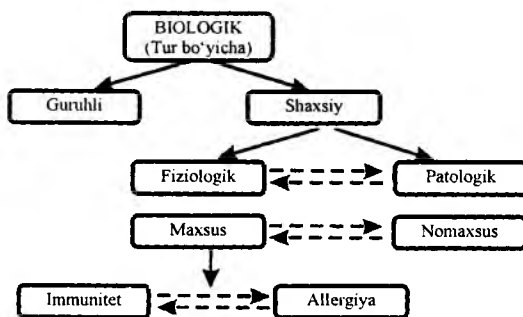 BIOLOGIK
(Tur bo‘yicha)
Guruhli
Shaxsiy
Fiziologik
Patologik
Maxsus
Nomaxsus
Immunitet
Allergiya